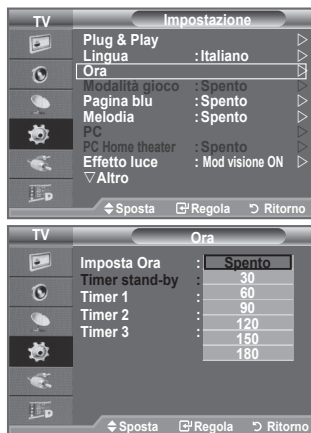 TV Impostazione
Plug & Play
Lingua : Italiano
Ora
Modalità gioco : Spento
Pagina blu : Spento
Melodia : Spento
PC
PC Home theater : Spento
Effetto luce : Mod visione ON
▽Altro
Sposta Regola Ritorno
TV Ora
Imposta Ora : Spento
Timer stand-by : 30
Timer 1 : 60
Timer 2 : 90
Timer 3 : 120
150
180
Sposta Regola Ritorno